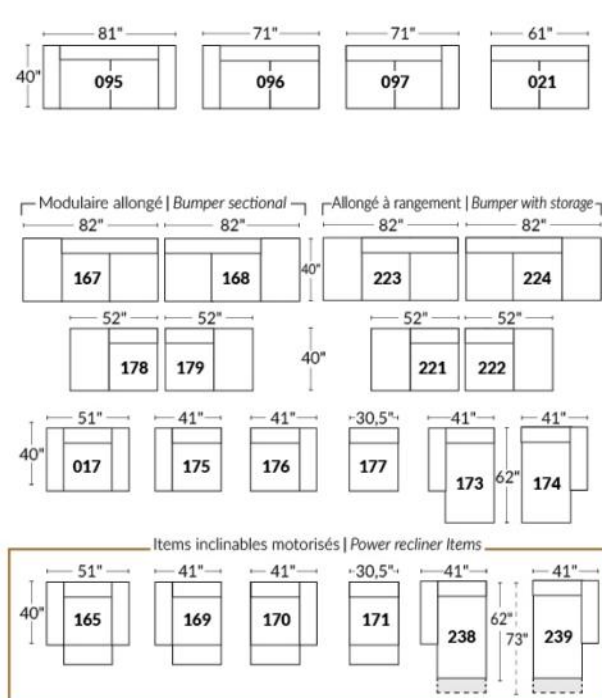 81" 71" 71" 61"
40" 095 096 097 021
Modulaire allongé | Bumper sectional Allongé à rangement | Bumper with storage
82" 82" 82" 82"
167 168 40" 223 224
52" 52" 52" 52"
178 179 40" 221 222
51" 41" 41" 30,5" 41" 41"
40" 017 175 176 177 173 62" 174
Items inclinables motorisés | Power recliner Items
51" 41" 41" 30,5" 41" 41"
40" 165 169 170 171 238 62" 73" 239